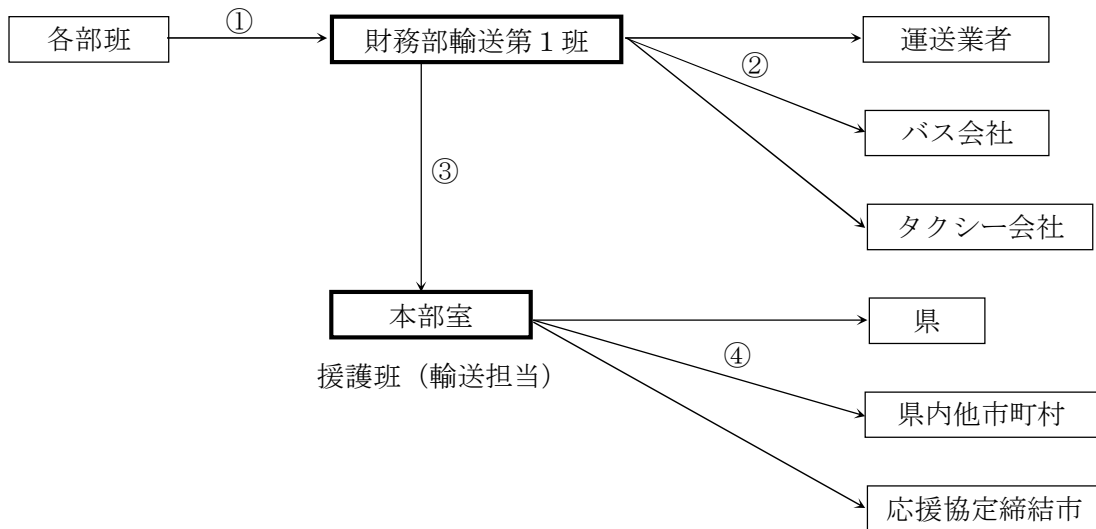 ①
各部班
財務部輸送第１班
運送業者
②
バス会社
③
タクシー会社
本部室
県
援護班（輸送担当）
④
県内他市町村
応援協定締結市